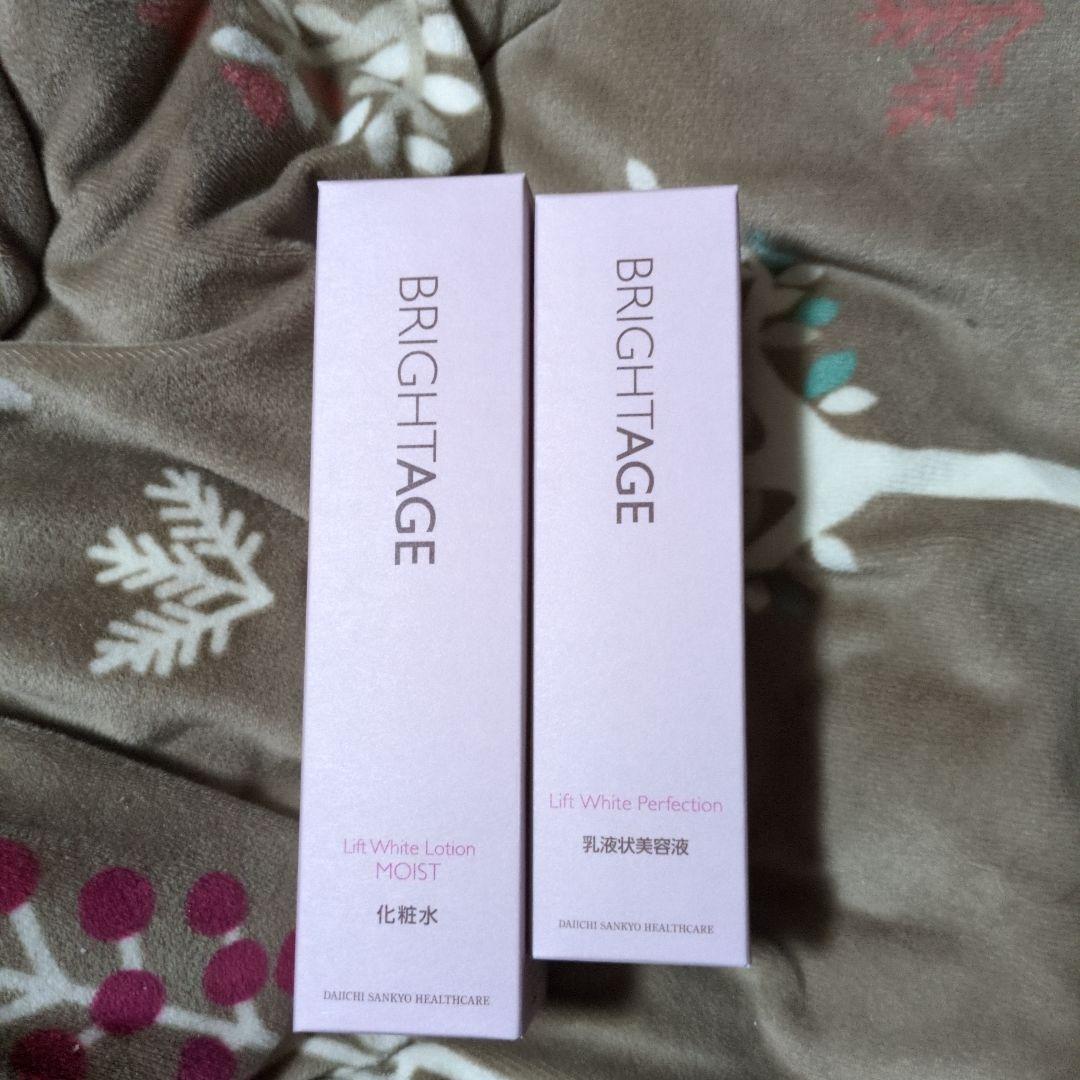 BRIGHTAGE
Lift White Lotion
MOIST
化粧水
DAIICHI SANKYO HEALTHCARE
BRIGHTAGE
Lift White Perfection
乳液状美容液
DAIICHI SANKYO HEALTHCARE